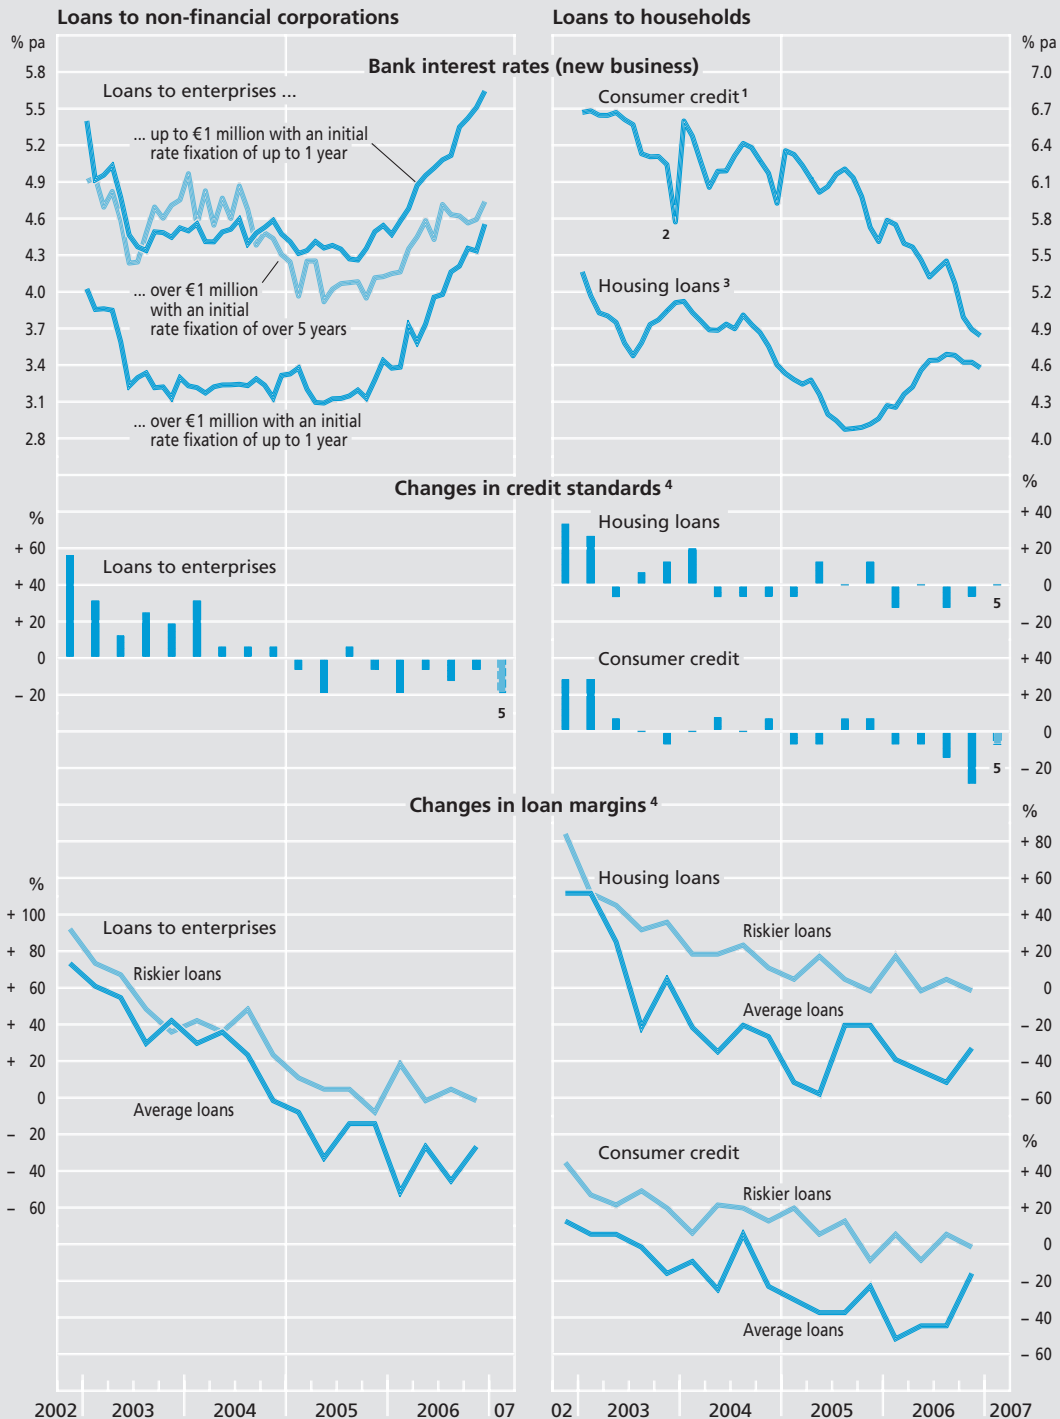 Loans to non-financial corporations
Loans to households
% pa
% pa
Bank interest rates (new business)
5.8
5.5
5.2
4.9
4.6
4.3
4.0
3.7
3.4
3.1
2.8
Loans to enterprises ...
... up to €1 million with an initial
rate fixation of up to 1 year
... over €1 million
with an initial
rate fixation of over 5 years
... over €1 million with an initial
rate fixation of up to 1 year
7.0
6.7
6.4
6.1
5.8
5.5
5.2
4.9
4.6
4.3
4.0
Consumer credit 1
2
Housing loans 3
Changes in credit standards 4
%
+ 60
+ 40
+ 20
0
– 20
Loans to enterprises
5
%
+ 40
+ 20
0
– 20
Housing loans
5
Consumer credit
+ 40
+ 20
0
– 20
5
Changes in loan margins 4
%
+ 100
+ 80
+ 60
+ 40
+ 20
0
– 20
– 40
– 60
Loans to enterprises
Riskier loans
Average loans
%
+ 80
+ 60
+ 40
+ 20
0
– 20
– 40
– 60
Housing loans
Riskier loans
Average loans
%
+ 40
+ 20
0
– 20
– 40
– 60
Consumer credit
Riskier loans
Average loans
2002 2003 2004 2005 2006 07
02 2003 2004 2005 2006 2007